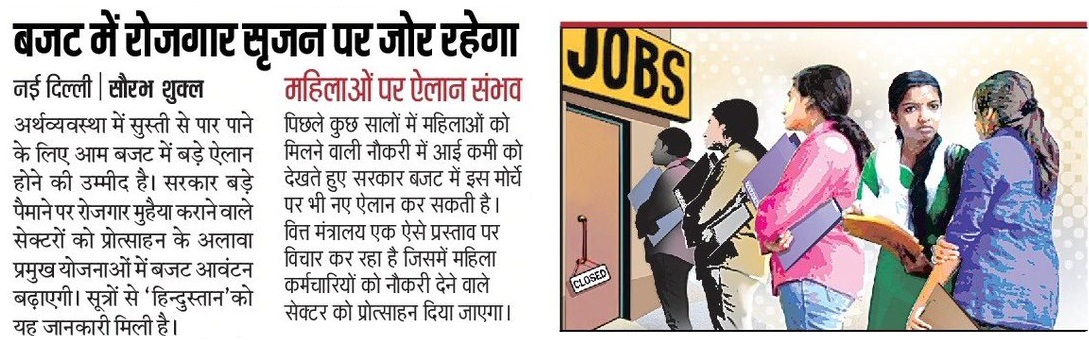 बजट में रोजगार सृजन पर जोर रहेगा
नई दिल्ली | सौरभ शुक्ल
अर्थव्यवस्था में सुस्ती से पार पाने
के लिए आम बजट में बड़े ऐलान
होने की उम्मीद है। सरकार बड़े
पैमाने पर रोजगार मुहैया कराने वाले
सेक्टरों को प्रोत्साहन के अलावा
प्रमुख योजनाओं में बजट आवंटन
बढ़ाएगी। सूत्रों से ‘हिन्दुस्तान’को
यह जानकारी मिली है।
महिलाओं पर ऐलान संभव
पिछले कुछ सालों में महिलाओं को
मिलने वाली नौकरी में आई कमी को
देखते हुए सरकार बजट में इस मोर्चे
पर भी नए ऐलान कर सकती है।
वित्त मंत्रालय एक ऐसे प्रस्ताव पर
विचार कर रहा है जिसमें महिला
कर्मचारियों को नौकरी देने वाले
सेक्टर को प्रोत्साहन दिया जाएगा।
JOBS
CLOSED